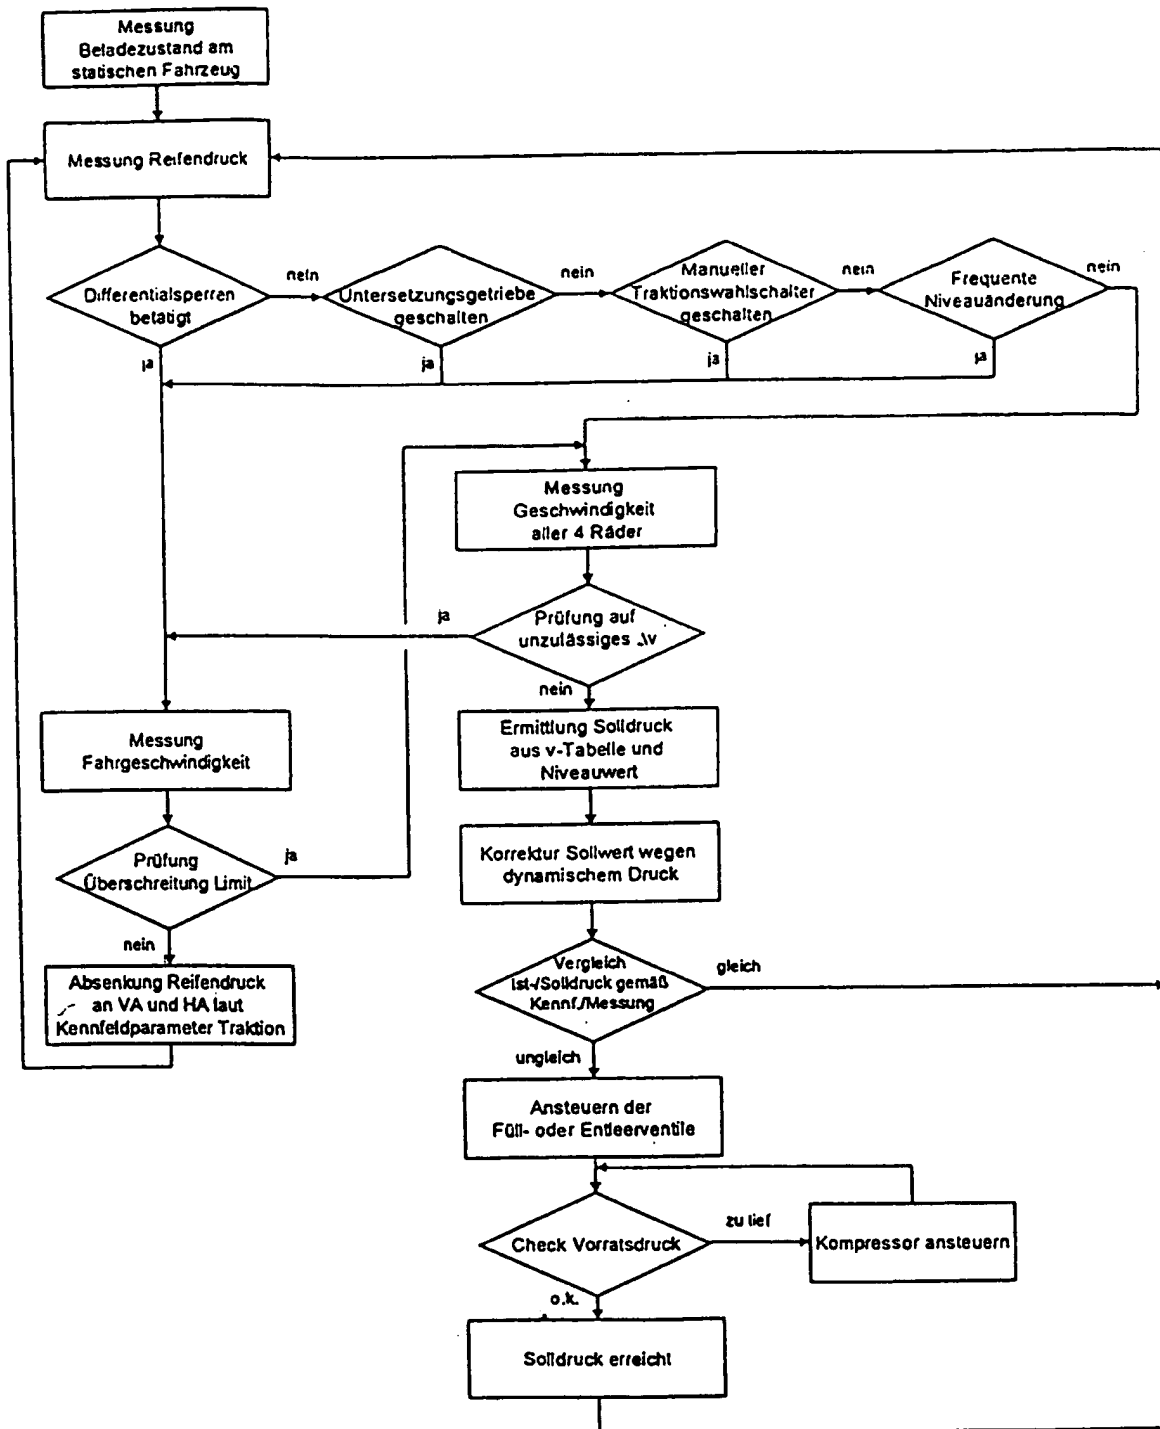 Messung
Beladezustand am
statischen Fahrzeug
Messung Reifendruck
Differentialsperren
betätigt
nein
ja
Untersetzungsgetriebe
geschalten
nein
ja
Manueller
Traktionswahlschalter
geschalten
nein
ja
Frequente
Niveauänderung
nein
ja
Messung
Geschwindigkeit
aller 4 Räder
Prüfung auf
unzulässiges Δv
ja
nein
Messung
Fahrgeschwindigkeit
Ermittlung Solldruck
aus v-Tabelle und
Niveauwert
Prüfung
Überschreitung Limit
ja
nein
Korrektur Sollwert wegen
dynamischem Druck
Absenkung Reifendruck
an VA und HA laut
Kennfeldparameter Traktion
Vergleich
Ist-/Solldruck gemäß
Kennf./Messung
gleich
ungleich
Ansteuern der
Füll- oder Entleerventile
Check Vorratsdruck
zu tief
Kompressor ansteuern
o.k.
Solldruck erreicht